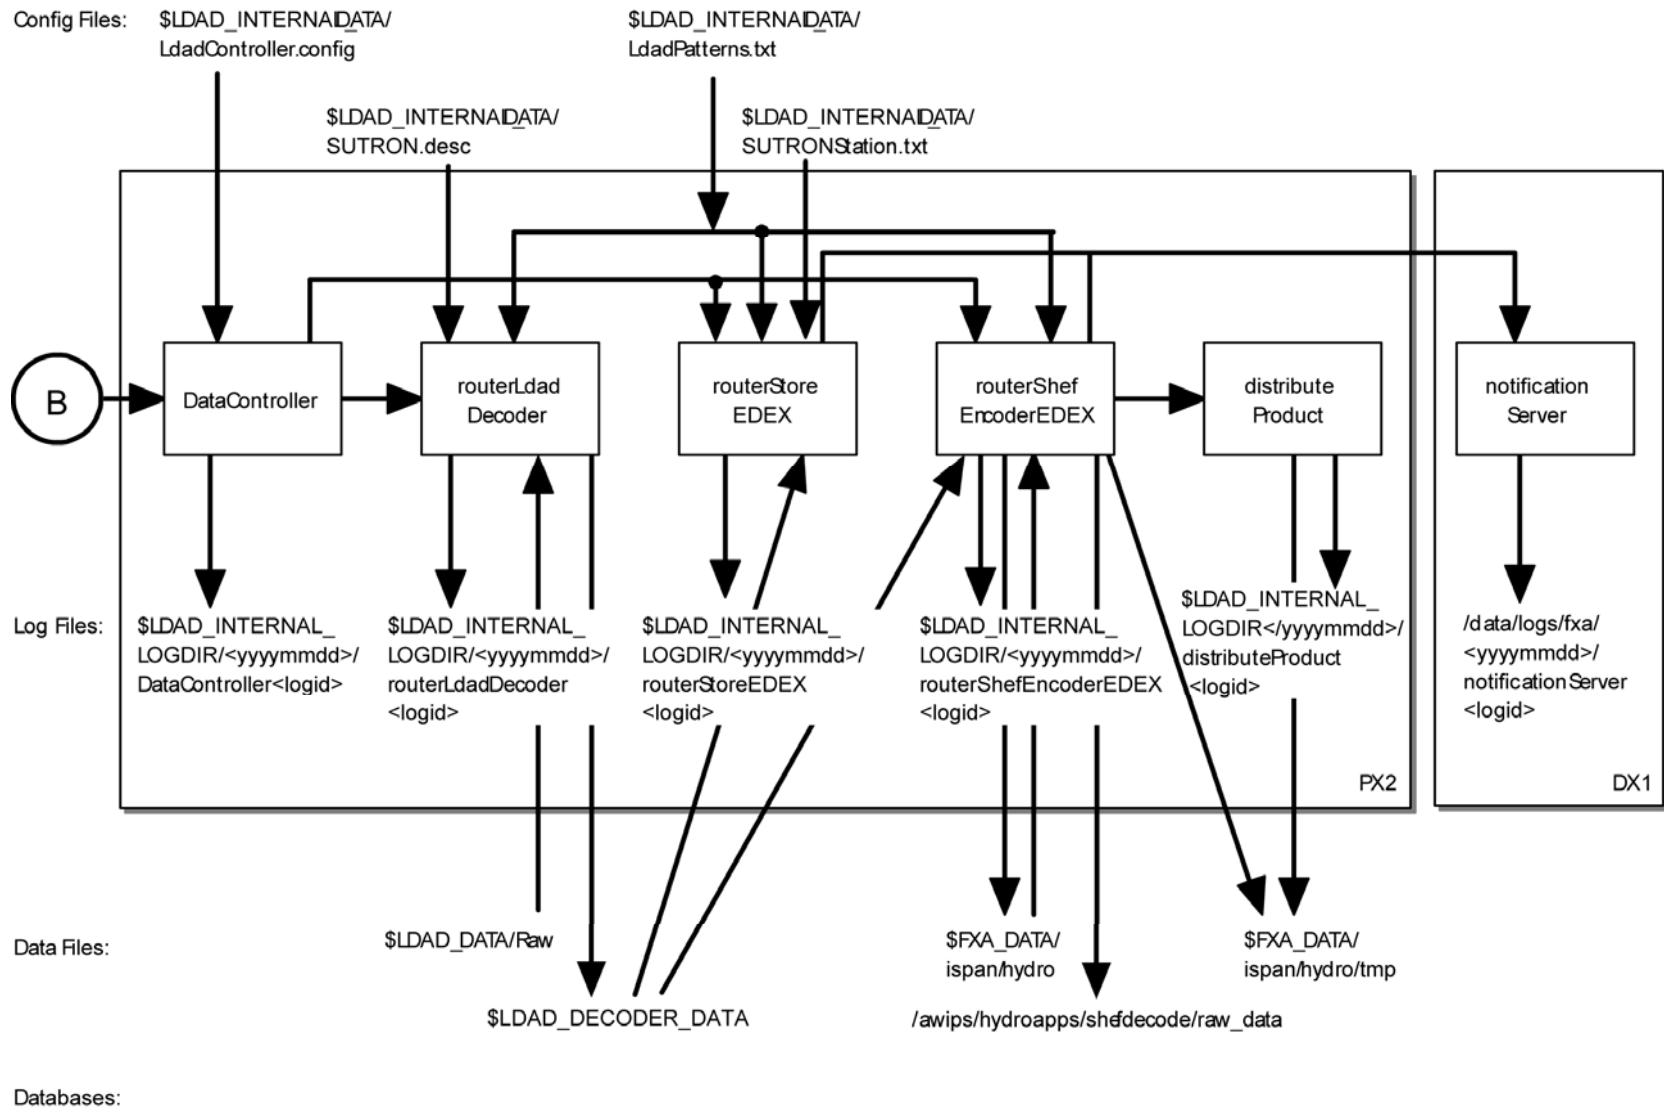 Config Files:
$LDAD_INTERNALDATA/
LdadController.config
$LDAD_INTERNALDATA/
LdadPatterns.txt
$LDAD_INTERNALDATA/
SUTRON.desc
$LDAD_INTERNALDATA/
SUTRONStation.txt
B
DataController
routerLdad
Decoder
routerStore
EDEX
routerShef
EncoderEDEX
distribute
Product
notification
Server
Log Files:
$LDAD_INTERNAL_
LOGDIR/<yyyymmdd>/
DataController<logid>
$LDAD_INTERNAL_
LOGDIR/<yyyymmdd>/
routerLdadDecoder
<logid>
$LDAD_INTERNAL_
LOGDIR/<yyyymmdd>/
routerStoreEDEX
<logid>
$LDAD_INTERNAL_
LOGDIR/<yyyymmdd>/
routerShefEncoderEDEX
<logid>
$LDAD_INTERNAL_
LOGDIR</yyyymmdd>/
distributeProduct
<logid>
/data/logs/fxa/
<yyyymmdd>/
notificationServer
<logid>
PX2
DX1
Data Files:
$LDAD_DATA/Raw
$LDAD_DECODER_DATA
$FXA_DATA/
ispan/hydro
$FXA_DATA/
ispan/hydro/tmp
/awips/hydroapps/shefdecode/raw_data
Databases: